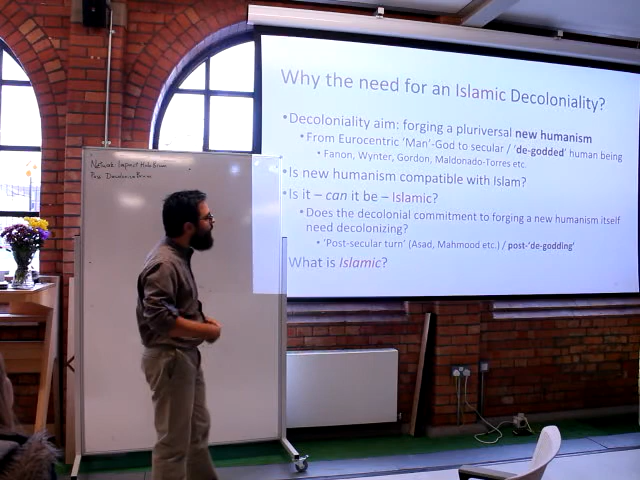 Why the need for an Islamic Decoloniality?
•Decoloniality aim: forging a pluriversal new humanism
•From Eurocentric 'Man'-God to secular / 'de-godded' human being
•Fanon, Wynter, Gordon, Maldonado-Torres etc.
•Is new humanism compatible with Islam?
•Is it – can it be – Islamic?
•Does the decolonial commitment to forging a new humanism itself
need decolonizing?
•'Post-secular turn' (Asad, Mahmood etc.) / post-'de-godding'
What is Islamic?
Network:
Pass: